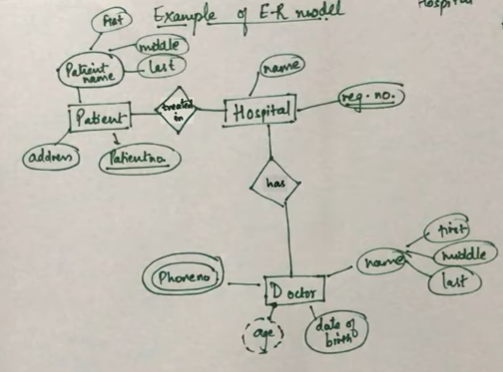 Example of E-R model
Hospital
first
middle
last
Patient name
name
Patient
treated in
Hospital
reg. no.
address
Patient no.
has
first
name
middle
last
Phone no
Doctor
age
date of birth